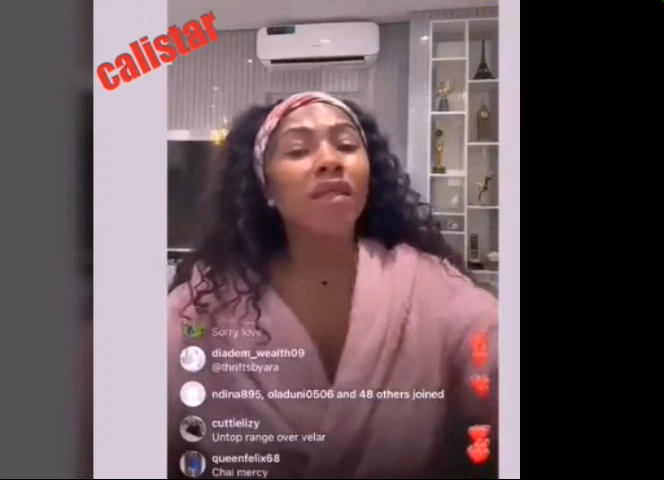 calistar
Sorry love
diadem_wealth09
@thriftsbyara
ndina895, oladuni0506 and 48 others joined
cuttielizy
Untop range over velar
queenfelix68
Chai mercy